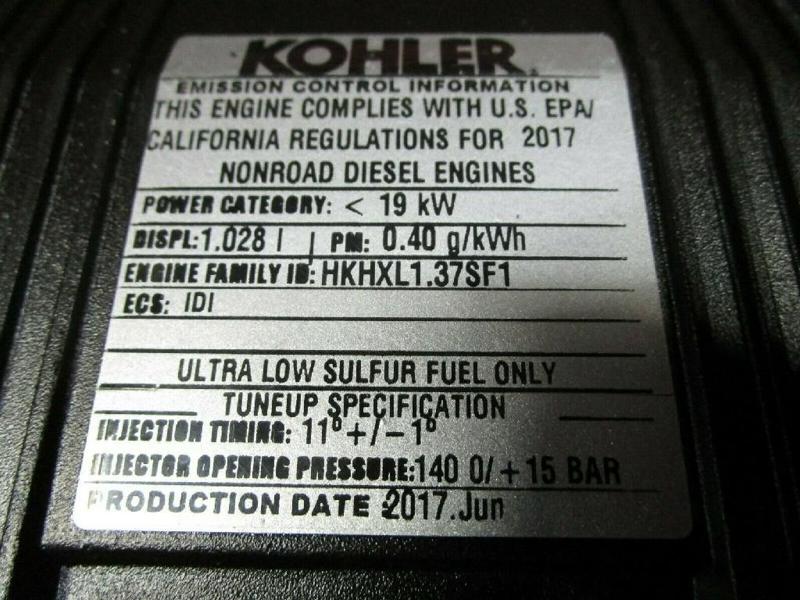 KOHLER
EMISSION CONTROL INFORMATION
THIS ENGINE COMPLIES WITH U.S. EPA/
CALIFORNIA REGULATIONS FOR 2017
NONROAD DIESEL ENGINES
POWER CATEGORY: < 19 kW
DISPL: 1.028 l | PM: 0.40 g/kWh
ENGINE FAMILY ID: HKHXL1.37SF1
ECS: IDI
ULTRA LOW SULFUR FUEL ONLY
TUNEUP SPECIFICATION
INJECTION TIMING: 11°+/-1°
INJECTOR OPENING PRESSURE:140 0/+15 BAR
PRODUCTION DATE :2017.Jun